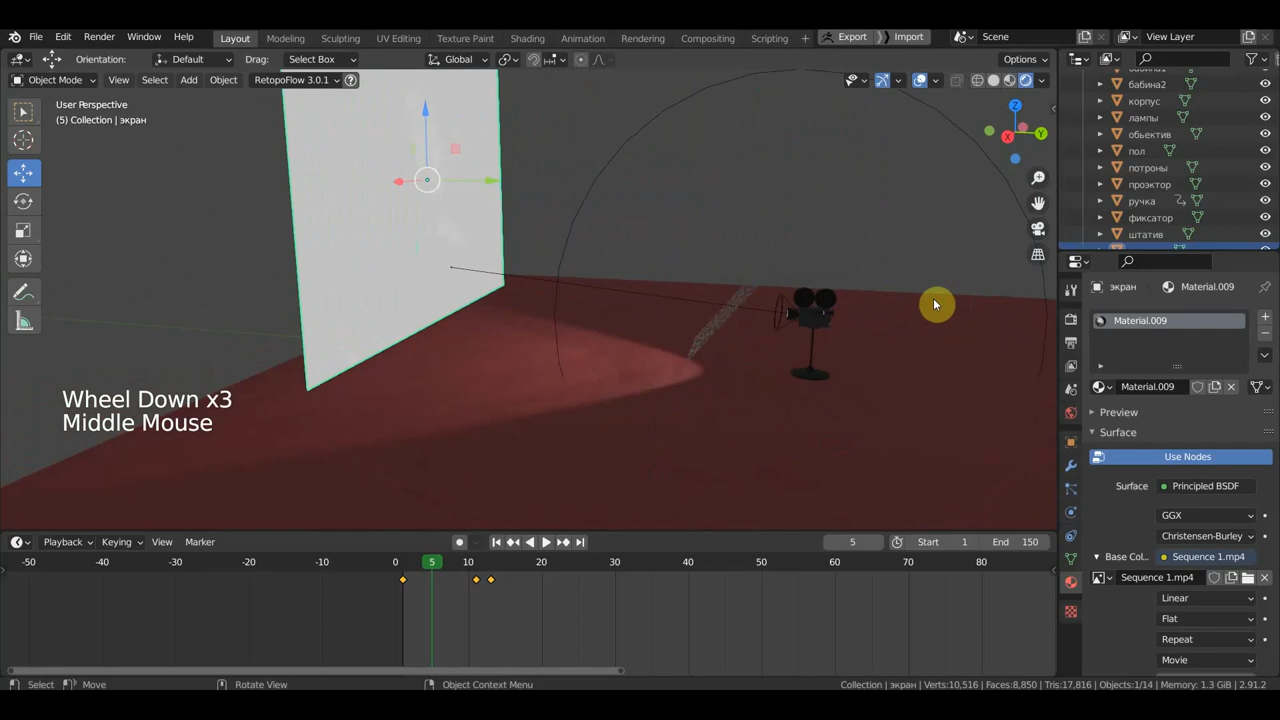 File Edit Render Window Help Layout Modeling Sculpting UV Editing Texture Paint Shading Animation Rendering Compositing Scripting + Export Import Scene View Layer
Orientation: Default Drag: Select Box Global Options
Object Mode View Select Add Object RetopoFlow 3.0.1
User Perspective
(5) Collection | экран
Z
Y
X
бабина2
корпус
лампы
обьектив
пол
потроны
проэктор
ручка
фиксатор
штатив
экран Material.009
Material.009
Material.009
Preview
Surface
Use Nodes
Surface Principled BSDF
GGX
Christensen-Burley
Base Col.. Sequence 1.mp4
Sequence 1.mp4
Linear
Flat
Repeat
Movie
Wheel Down x3
Middle Mouse
Playback Keying View Marker 5 Start 1 End 150
-50 -40 -30 -20 -10 0 5 10 20 30 40 50 60 70 80
Select Move Rotate View Object Context Menu Collection | экран | Verts:10,516 | Faces:8,850 | Tris:17,816 | Objects:1/14 | Memory: 1.3 GiB | 2.91.2